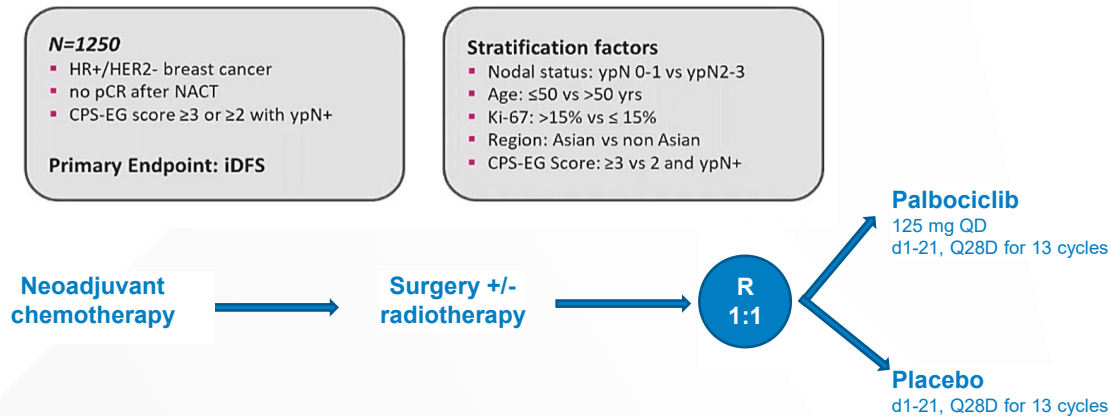 N=1250
▪ HR+/HER2- breast cancer
▪ no pCR after NACT
▪ CPS-EG score ≥3 or ≥2 with ypN+
Primary Endpoint: iDFS
Stratification factors
▪ Nodal status: ypN 0-1 vs ypN2-3
▪ Age: ≤50 vs >50 yrs
▪ Ki-67: >15% vs ≤ 15%
▪ Region: Asian vs non Asian
▪ CPS-EG Score: ≥3 vs 2 and ypN+
Neoadjuvant
chemotherapy
Surgery +/-
radiotherapy
R
1:1
Palbociclib
125 mg QD
d1-21, Q28D for 13 cycles
Placebo
d1-21, Q28D for 13 cycles